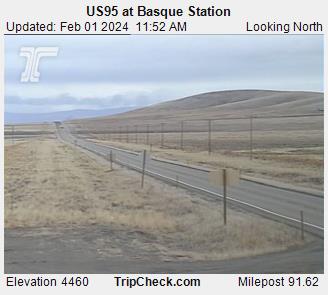 US95 at Basque Station
Updated: Feb 01 2024 11:52 AM Looking North
Elevation 4460 TripCheck.com Milepost 91.62